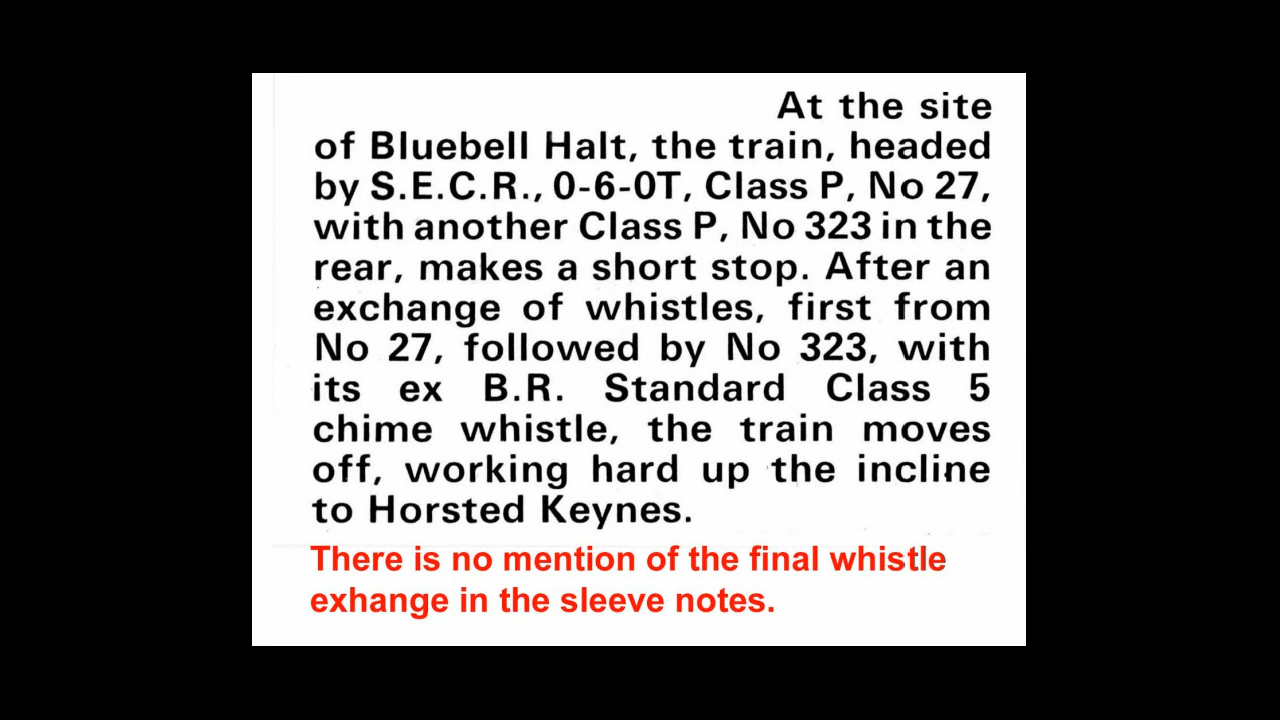 At the site
of Bluebell Halt, the train, headed
by S.E.C.R., 0-6-0T, Class P, No 27,
with another Class P, No 323 in the
rear, makes a short stop. After an
exchange of whistles, first from
No 27, followed by No 323, with
its ex B.R. Standard Class 5
chime whistle, the train moves
off, working hard up the incline
to Horsted Keynes.
There is no mention of the final whistle
exhange in the sleeve notes.